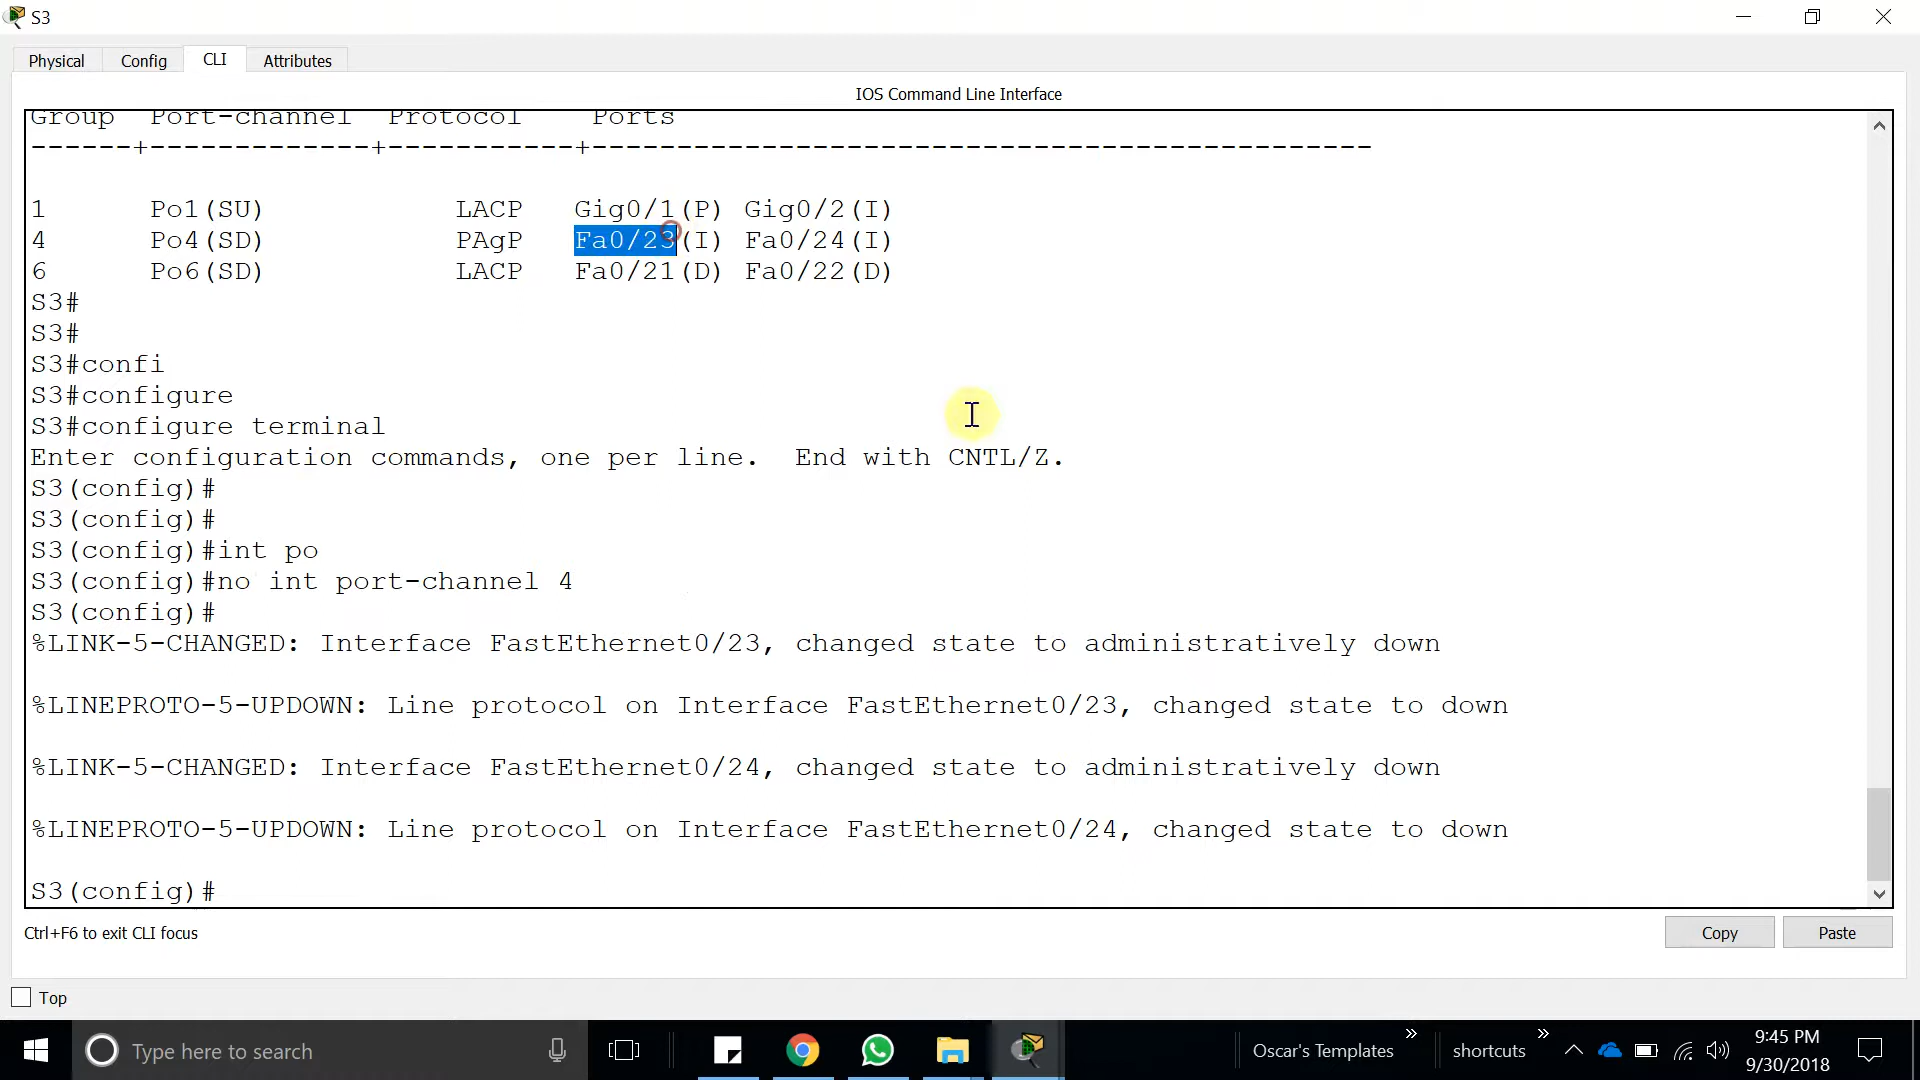 S3
Physical Config CLI Attributes
IOS Command Line Interface
Group  Port-channel  Protocol    Ports
------+-------------+-----------+----------------------------------------------
1      Po1(SU)           LACP   Gig0/1(P) Gig0/2(I)
4      Po4(SD)           PAgP   Fa0/23(I) Fa0/24(I)
6      Po6(SD)           LACP   Fa0/21(D) Fa0/22(D)
S3#
S3#
S3#confi
S3#configure
S3#configure terminal
Enter configuration commands, one per line.  End with CNTL/Z.
S3(config)#
S3(config)#
S3(config)#int po
S3(config)#no int port-channel 4
S3(config)#
%LINK-5-CHANGED: Interface FastEthernet0/23, changed state to administratively down
%LINEPROTO-5-UPDOWN: Line protocol on Interface FastEthernet0/23, changed state to down
%LINK-5-CHANGED: Interface FastEthernet0/24, changed state to administratively down
%LINEPROTO-5-UPDOWN: Line protocol on Interface FastEthernet0/24, changed state to down
S3(config)#
Ctrl+F6 to exit CLI focus
Copy Paste
Top
Type here to search
Oscar's Templates » shortcuts »
9:45 PM
9/30/2018